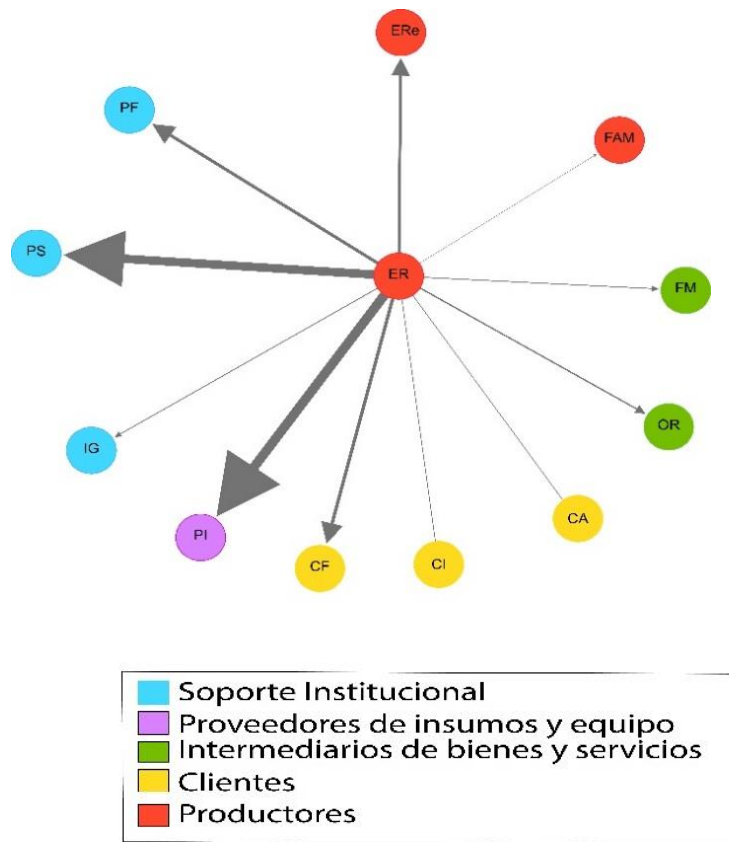 ERe
PF
FAM
PS
ER
FM
OR
IG
CA
PI
CF
CI
Soporte Institucional
Proveedores de insumos y equipo
Intermediarios de bienes y servicios
Clientes
Productores